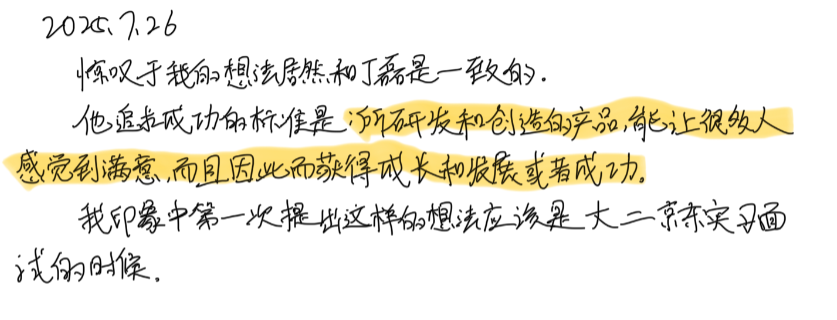 2025.7.26
惊叹于我的想法居然和丁磊是一致的.
他追求成功的标准是:所研发和创造的产品,能让很多人
感觉到满意,而且因此而获得成长和发展或者成功。
我印象中第一次提出这样的想法应该是大二京东实习面
试的时候.